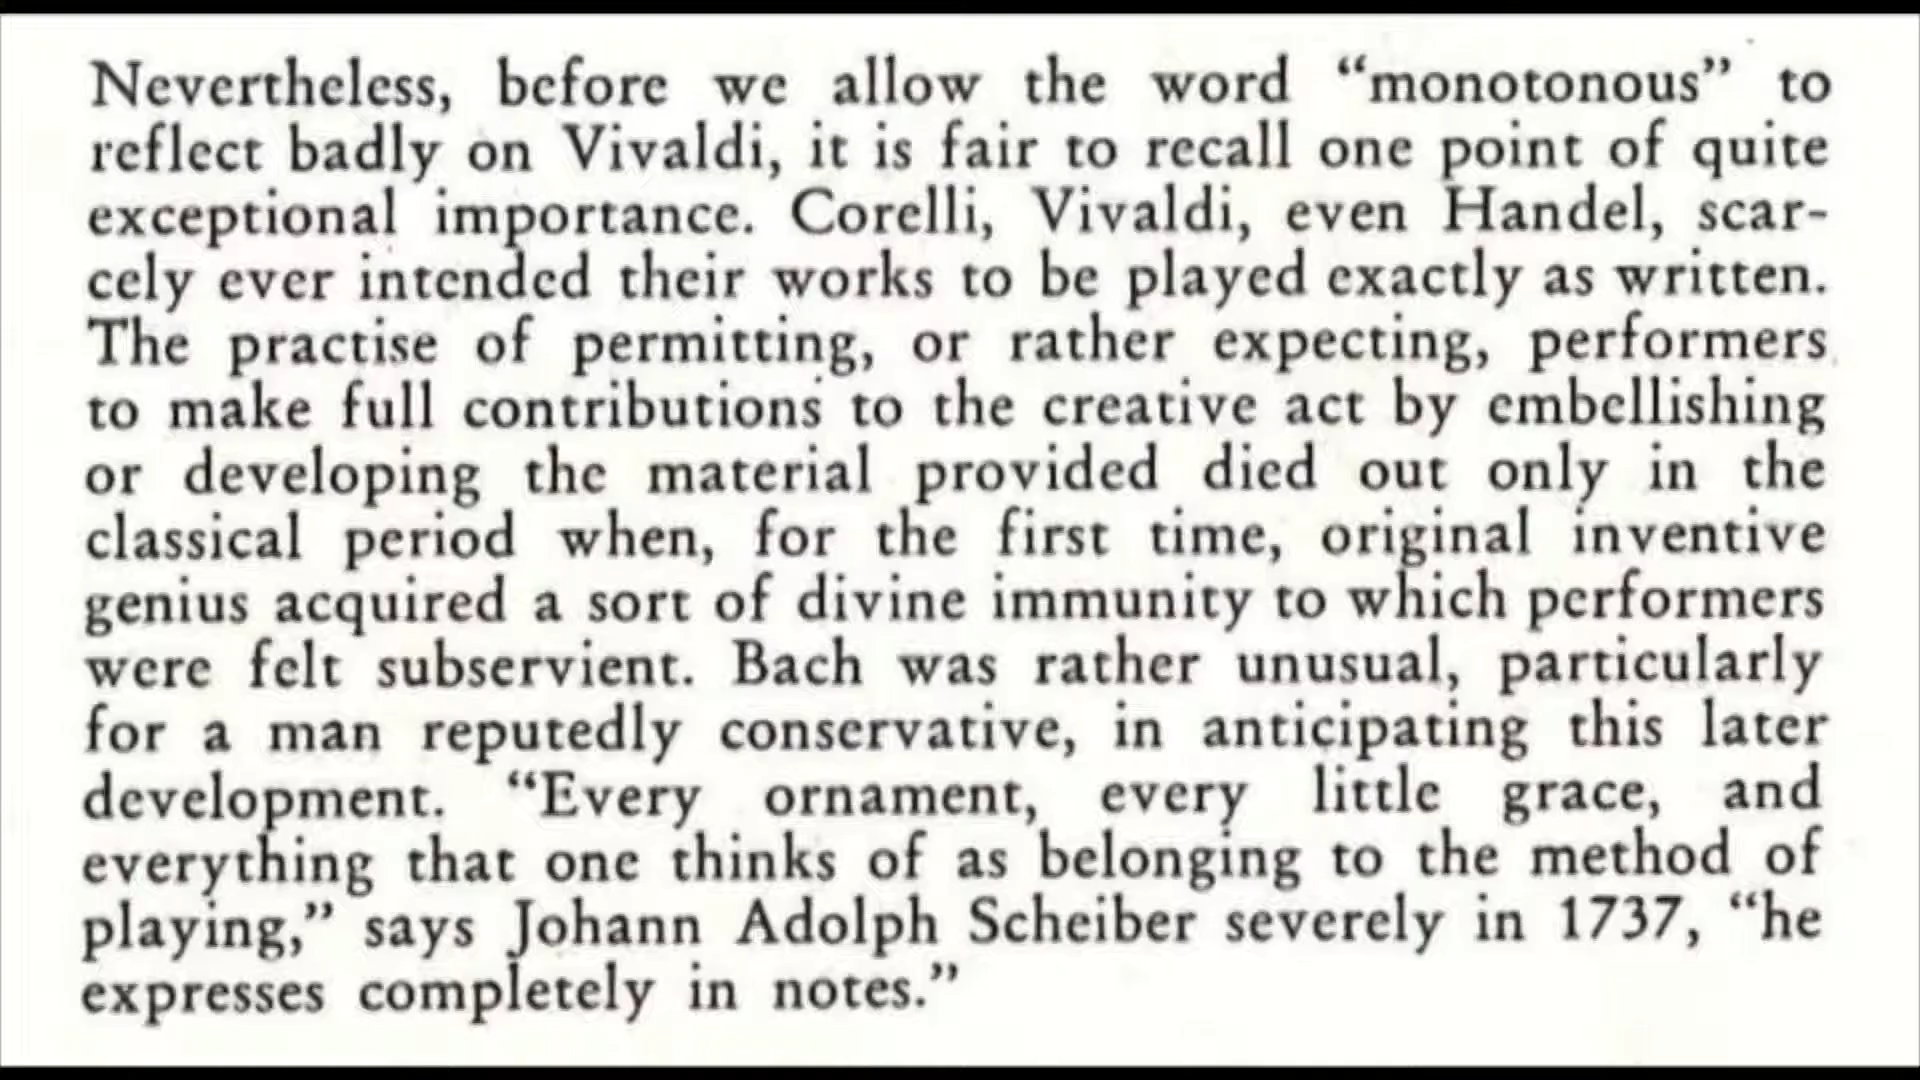 Nevertheless, before we allow the word “monotonous” to
reflect badly on Vivaldi, it is fair to recall one point of quite
exceptional importance. Corelli, Vivaldi, even Handel, scar-
cely ever intended their works to be played exactly as written.
The practise of permitting, or rather expecting, performers
to make full contributions to the creative act by embellishing
or developing the material provided died out only in the
classical period when, for the first time, original inventive
genius acquired a sort of divine immunity to which performers
were felt subservient. Bach was rather unusual, particularly
for a man reputedly conservative, in anticipating this later
development. “Every ornament, every little grace, and
everything that one thinks of as belonging to the method of
playing,” says Johann Adolph Scheiber severely in 1737, “he
expresses completely in notes.”